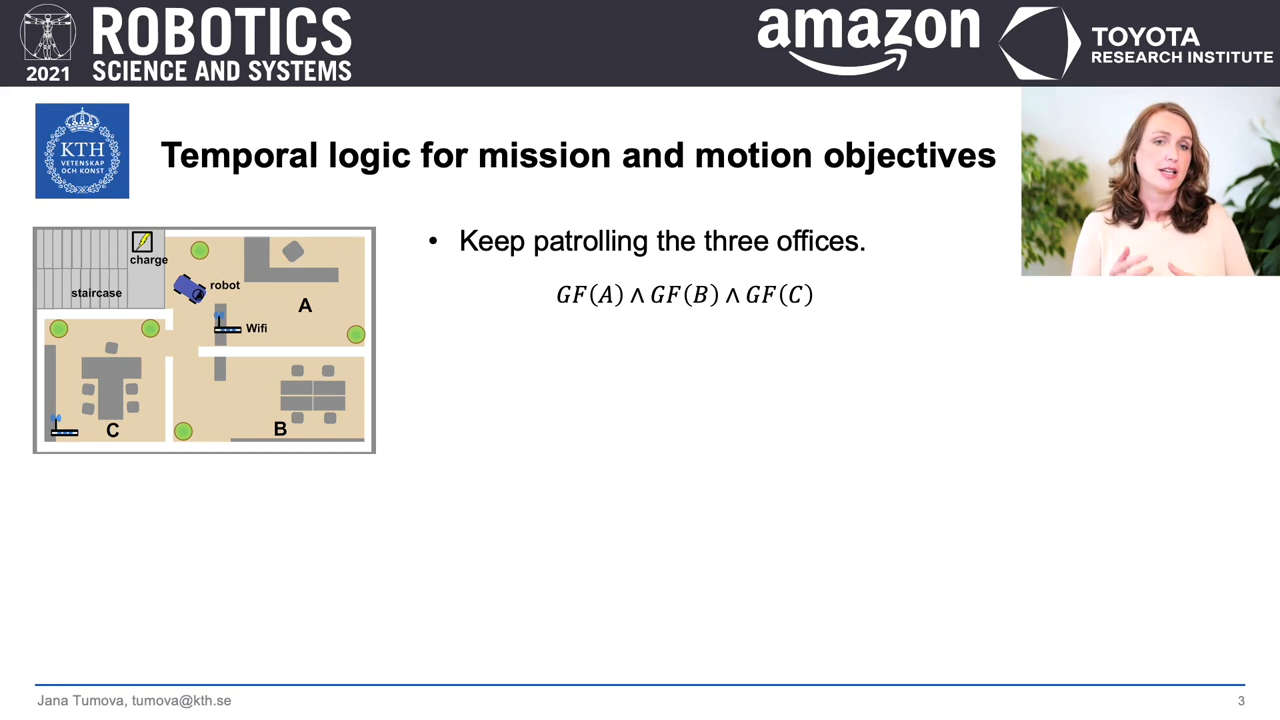 ROBOTICS
2021 SCIENCE AND SYSTEMS
amazon
TOYOTA
RESEARCH INSTITUTE
KTH
VETENSKAP
OCH KONST
Temporal logic for mission and motion objectives
• Keep patrolling the three offices.
GF(A) ∧ GF(B) ∧ GF(C)
charge
staircase
robot
A
Wifi
C
B
Jana Tumova, tumova@kth.se
3